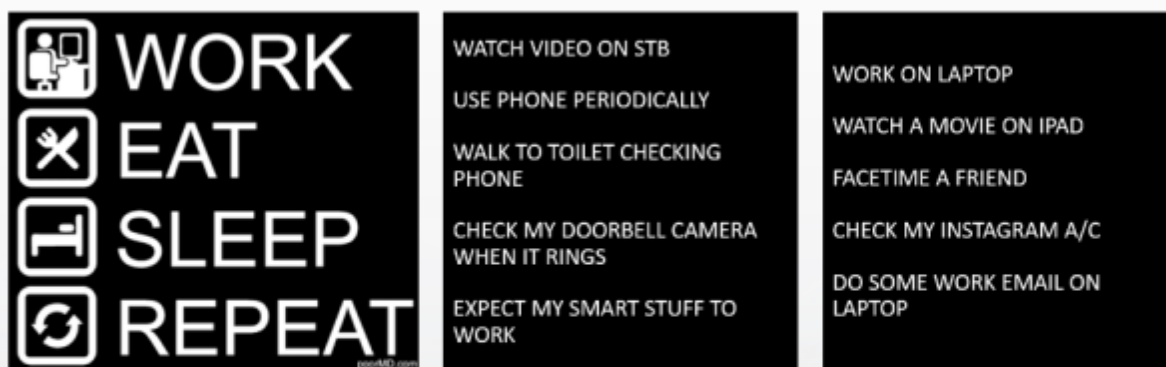 WORK
EAT
SLEEP
REPEAT
WATCH VIDEO ON STB
USE PHONE PERIODICALLY
WALK TO TOILET CHECKING
PHONE
CHECK MY DOORBELL CAMERA
WHEN IT RINGS
EXPECT MY SMART STUFF TO
WORK
WORK ON LAPTOP
WATCH A MOVIE ON IPAD
FACETIME A FRIEND
CHECK MY INSTAGRAM A/C
DO SOME WORK EMAIL ON
LAPTOP